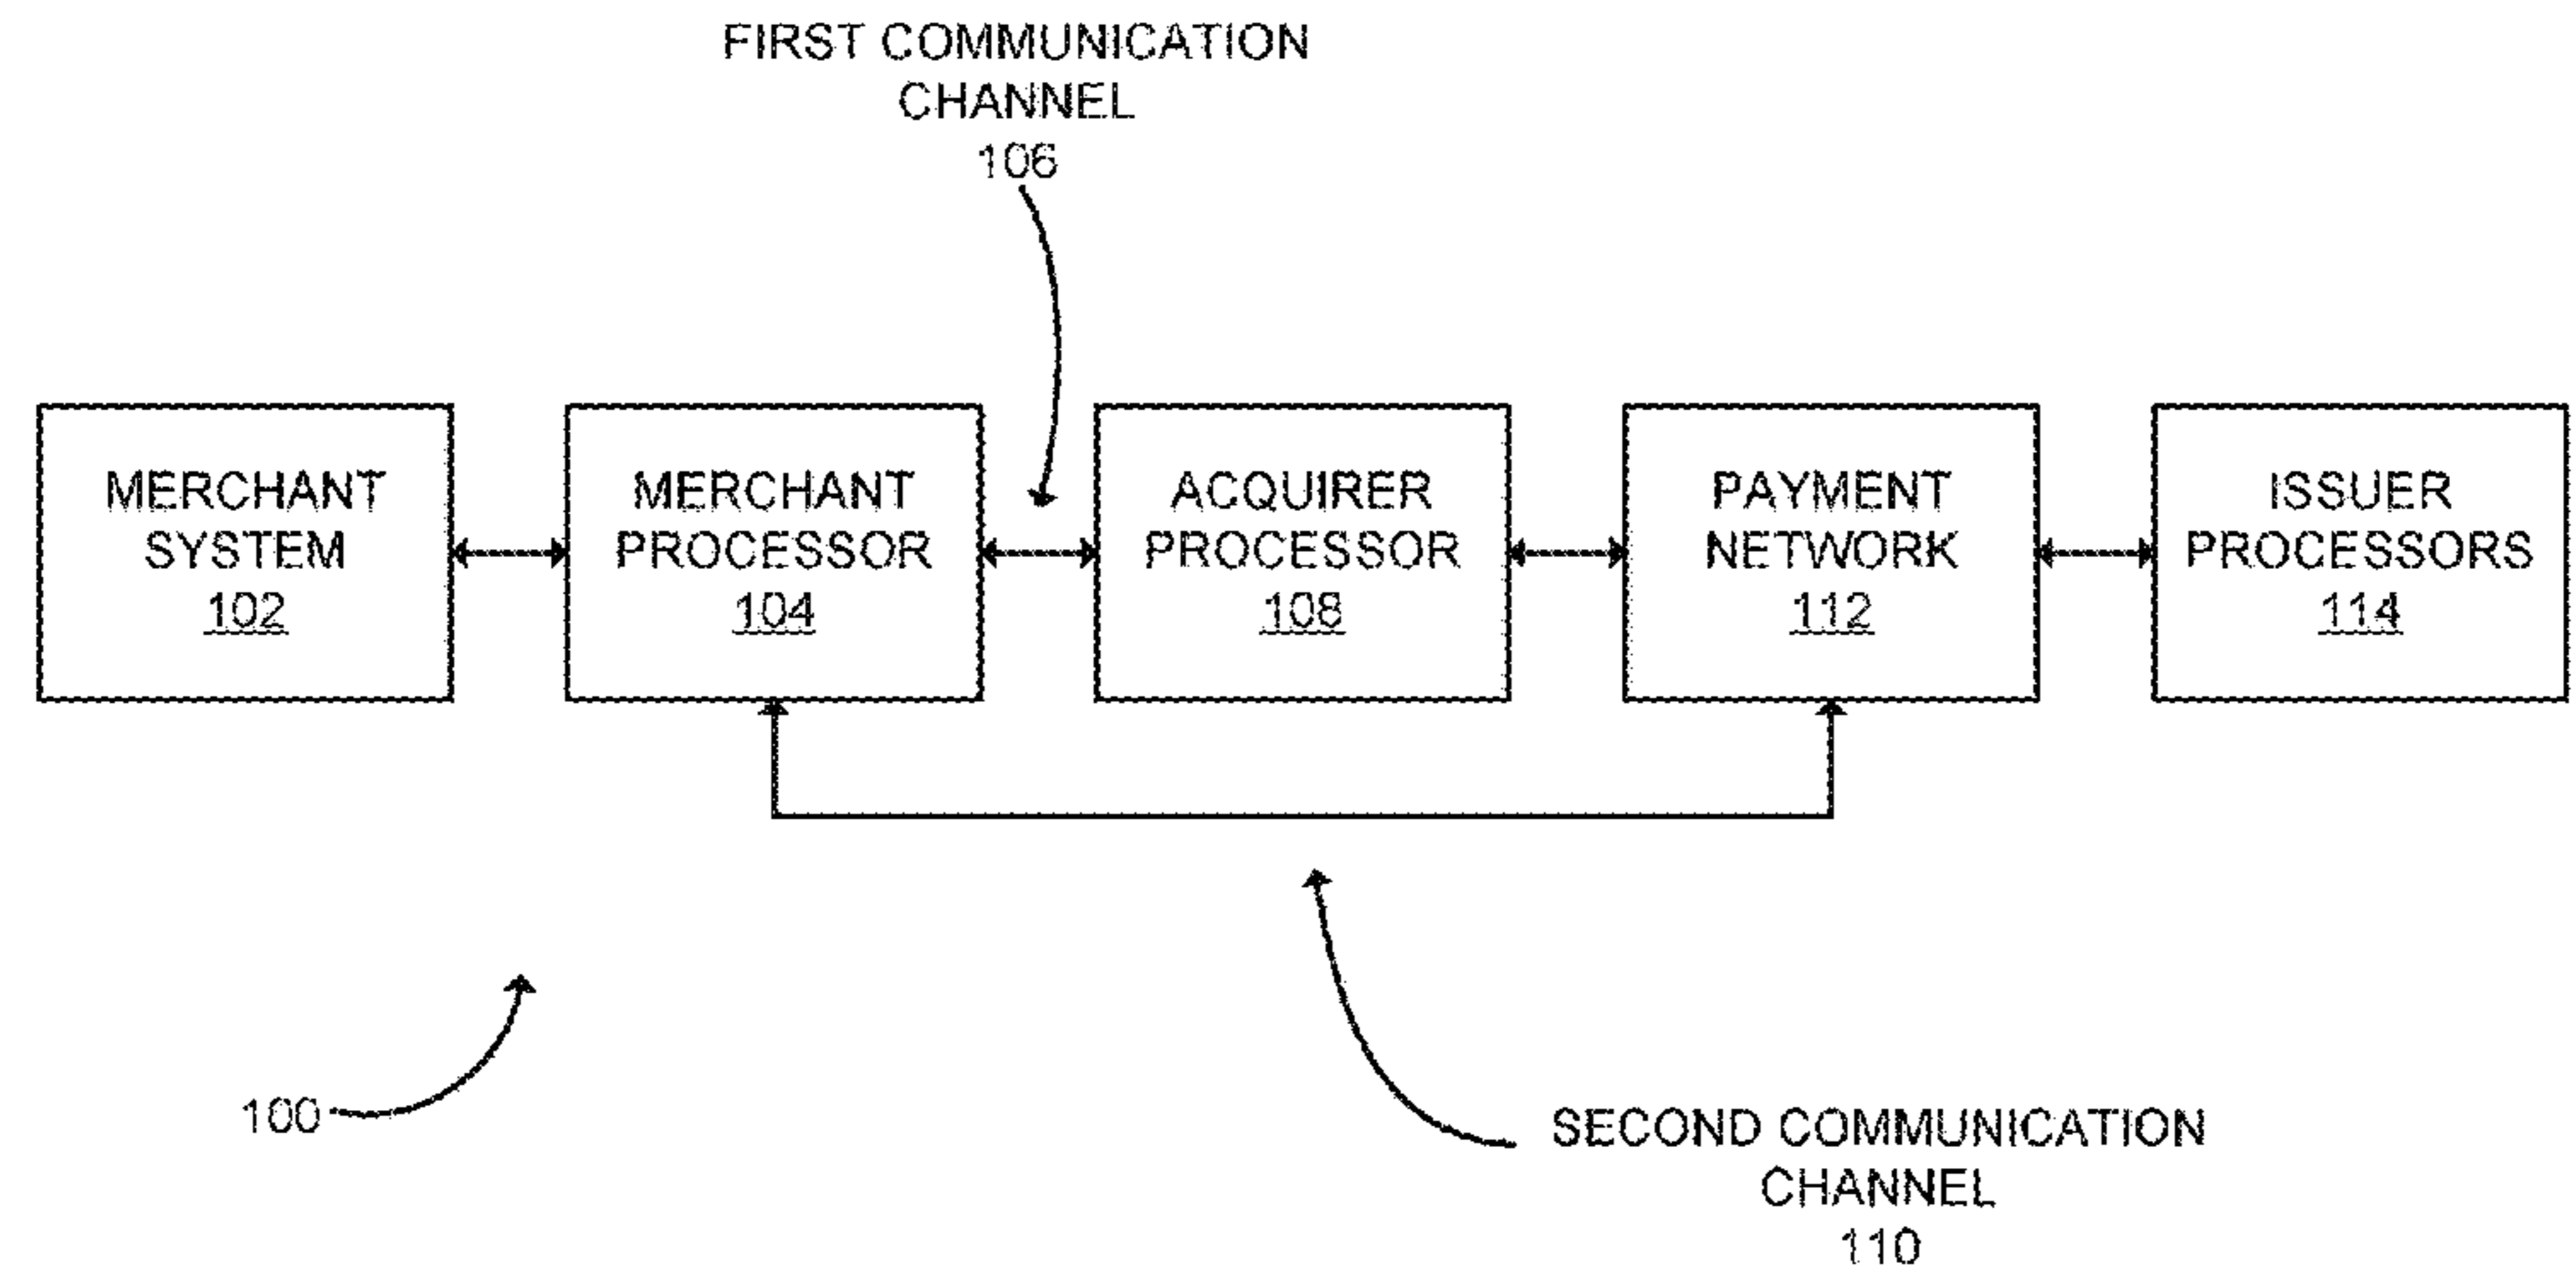 FIRST COMMUNICATION
CHANNEL
106
MERCHANT
SYSTEM
102
MERCHANT
PROCESSOR
104
ACQUIRER
PROCESSOR
108
PAYMENT
NETWORK
112
ISSUER
PROCESSORS
114
100
SECOND COMMUNICATION
CHANNEL
110